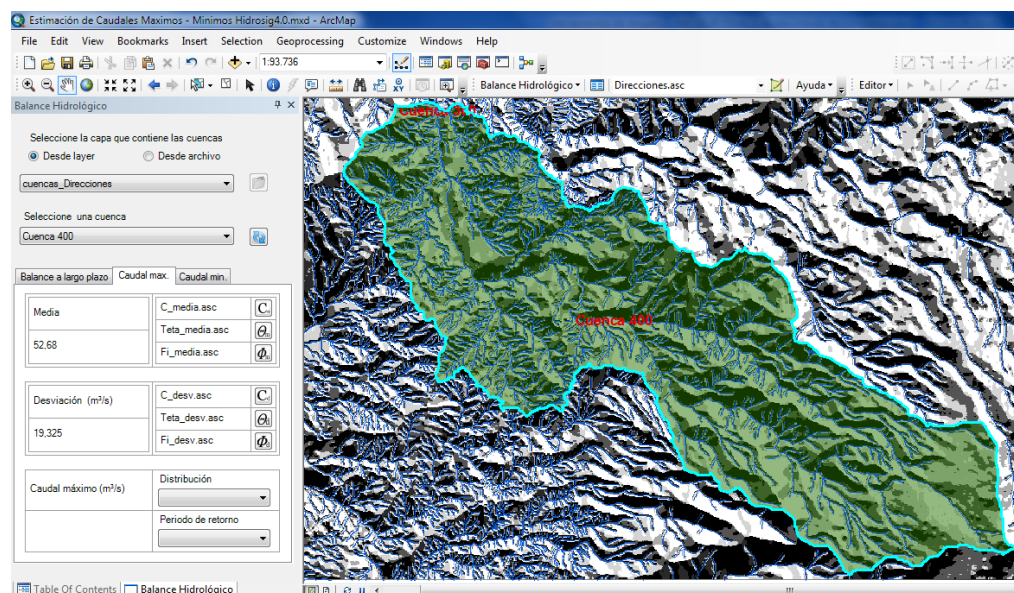 Estimación de Caudales Maximos - Minimos Hidrosig4.0.mxd - ArcMap
File Edit View Bookmarks Insert Selection Geoprocessing Customize Windows Help
1:93.736
Balance Hidrológico Direcciones.asc Ayuda Editor
Balance Hidrológico
Seleccione la capa que contiene las cuencas
Desde layer Desde archivo
cuencas_Direcciones
Seleccione una cuenca
Cuenca 400
Balance a largo plazo Caudal max. Caudal min.
Media
52,68
C_media.asc
Teta_media.asc
Fi_media.asc
Desviación (m³/s)
19,325
C_desv.asc
Teta_desv.asc
Fi_desv.asc
Caudal máximo (m³/s)
Distribución
Periodo de retorno
Table Of Contents Balance Hidrológico
Cuenca 400